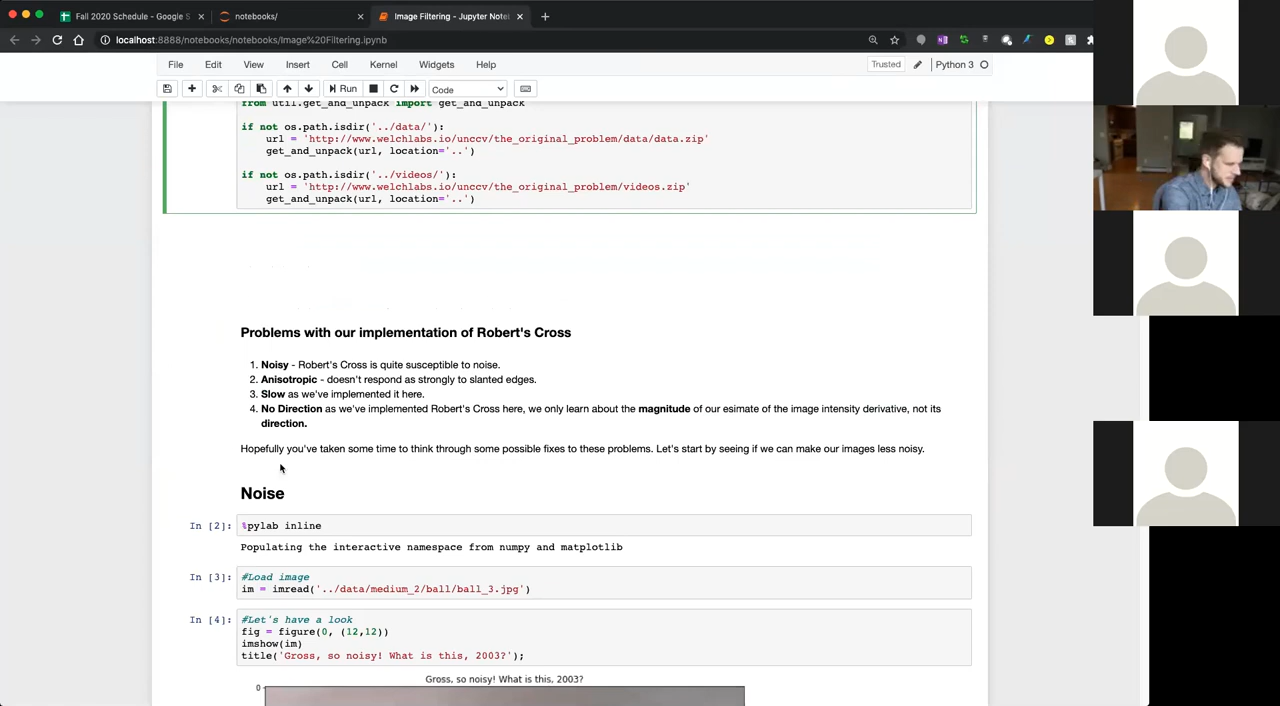 Fall 2020 Schedule - Google S
notebooks/
Image Filtering - Jupyter Note
localhost:8888/notebooks/notebooks/Image%20Filtering.ipynb
File Edit View Insert Cell Kernel Widgets Help
Trusted Python 3
Run Code
from util.get_and_unpack import get_and_unpack
if not os.path.isdir('../data/'):
url = 'http://www.welchlabs.io/unccv/the_original_problem/data/data.zip'
get_and_unpack(url, location='..')
if not os.path.isdir('../videos/'):
url = 'http://www.welchlabs.io/unccv/the_original_problem/videos.zip'
get_and_unpack(url, location='..')
Problems with our implementation of Robert's Cross
1. Noisy - Robert's Cross is quite susceptible to noise.
2. Anisotropic - doesn't respond as strongly to slanted edges.
3. Slow as we've implemented it here.
4. No Direction as we've implemented Robert's Cross here, we only learn about the magnitude of our esimate of the image intensity derivative, not its
direction.
Hopefully you've taken some time to think through some possible fixes to these problems. Let's start by seeing if we can make our images less noisy.
Noise
In [2]: %pylab inline
Populating the interactive namespace from numpy and matplotlib
In [3]: #Load image
im = imread('../data/medium_2/ball/ball_3.jpg')
In [4]: #Let's have a look
fig = figure(0, (12,12))
imshow(im)
title('Gross, so noisy! What is this, 2003?');
Gross, so noisy! What is this, 2003?
0